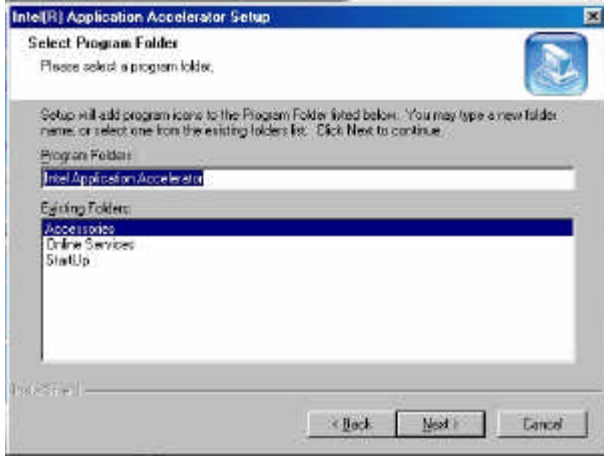 Intel(R) Application Accelerator Setup
Select Program Folder
Please select a program folder.
Setup will add program icons to the Program Folder listed below. You may type a new folder
name, or select one from the existing folders list. Click Next to continue.
Program Folders:
Intel Application Accelerator
Existing Folders:
Accessories
Online Services
StartUp
InstallShield
< Back
Next >
Cancel